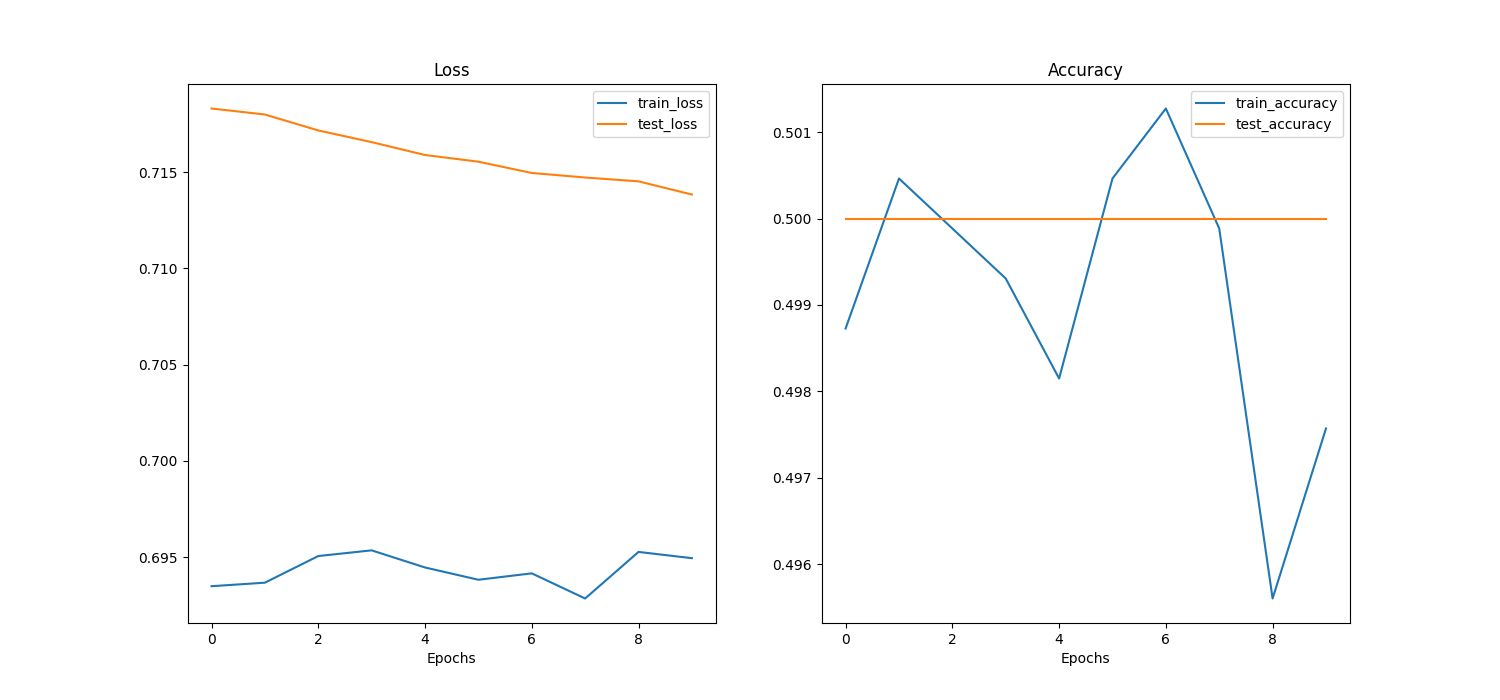 Loss
train_loss
test_loss
0.715
0.710
0.705
0.700
0.695
0 2 4 6 8
Epochs
Accuracy
train_accuracy
test_accuracy
0.501
0.500
0.499
0.498
0.497
0.496
0 2 4 6 8
Epochs